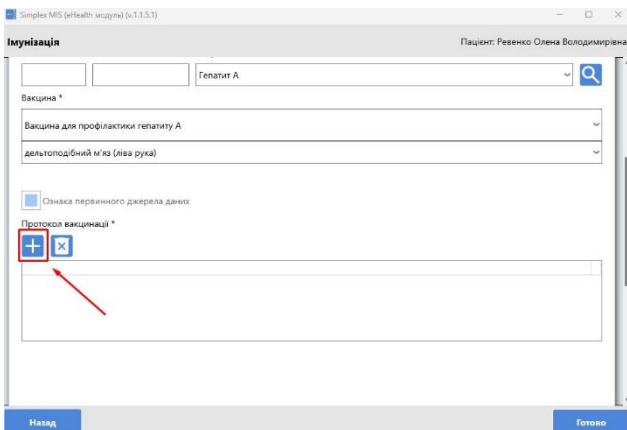 Simplex MIS (eHealth модуль) (v.1.1.5.1)
Імунізація Пацієнт: Ревенко Олена Володимирівна
Гепатит А
Вакцина *
Вакцина для профілактики гепатиту А
дельтоподібний м'яз (ліва рука)
Ознака первинного джерела даних
Протокол вакцинації *
Назад Готово